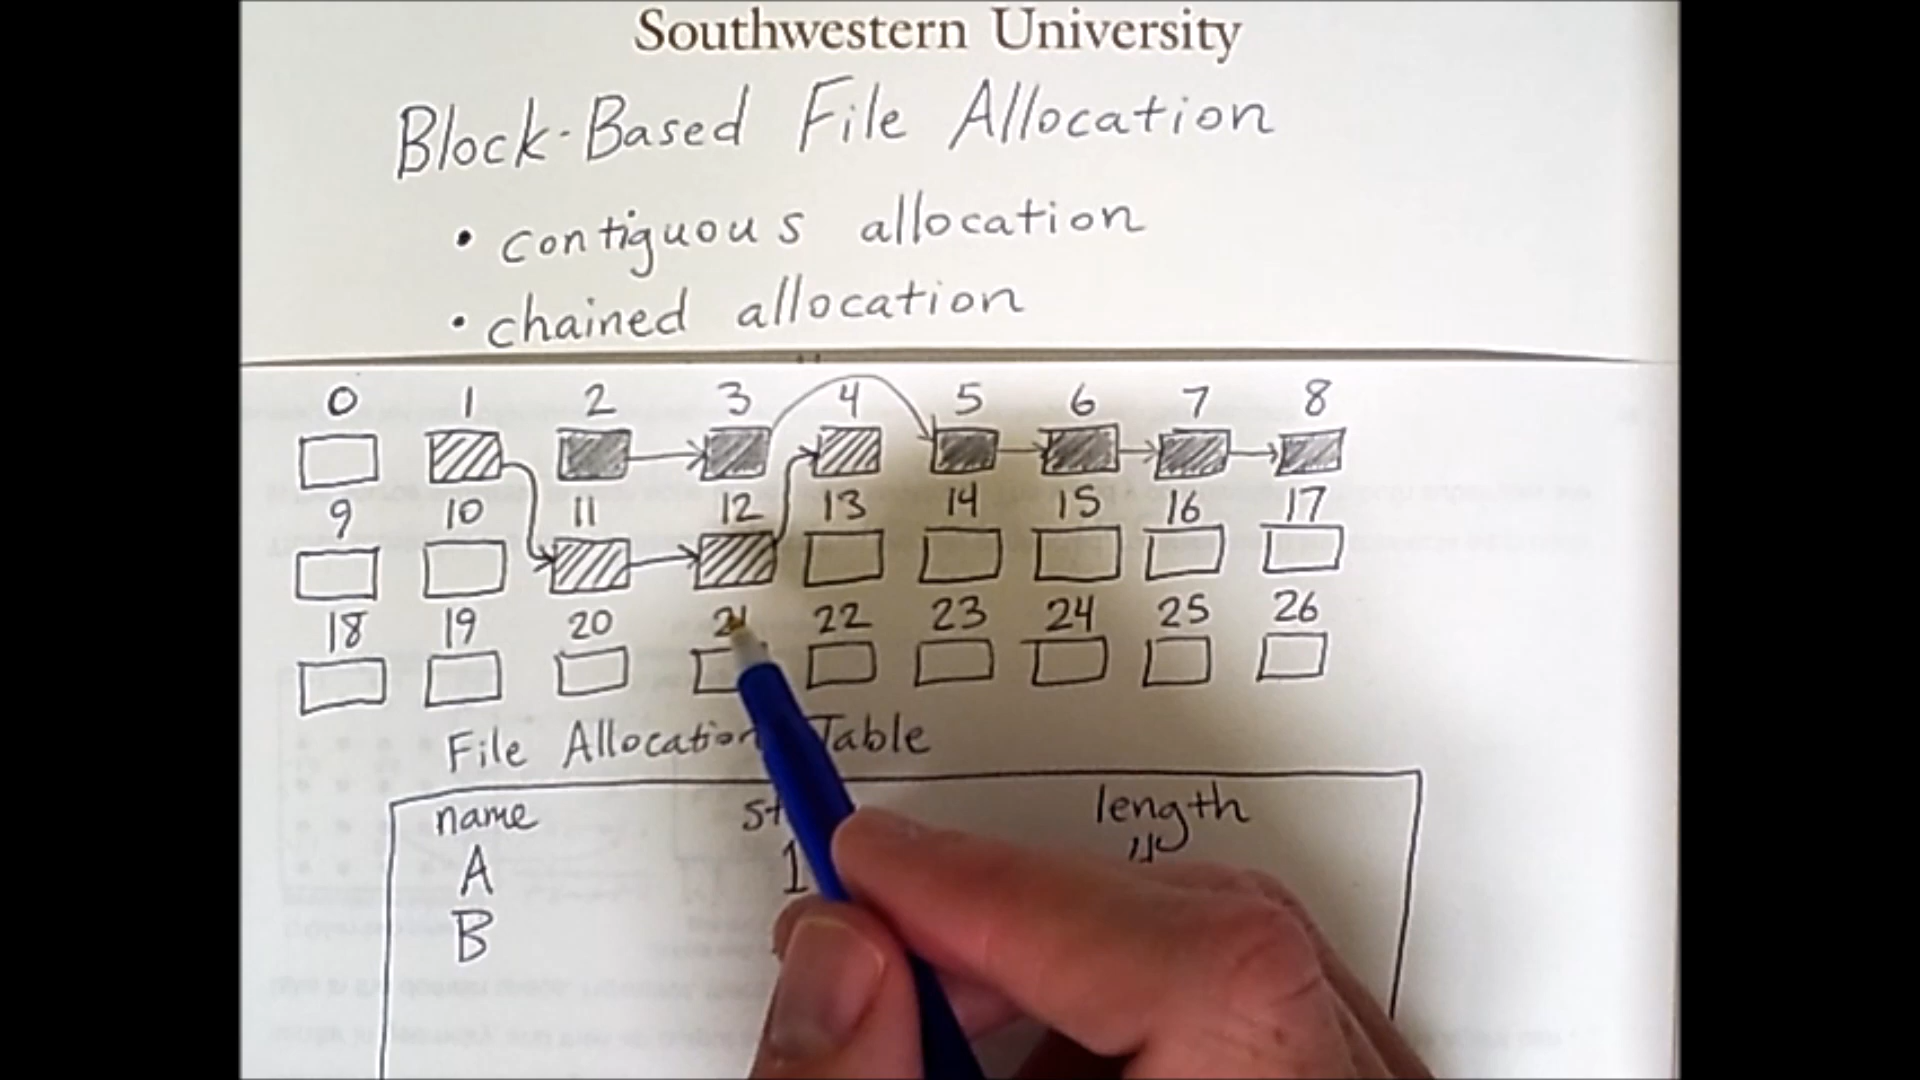 Southwestern University
Block-Based File Allocation
• contiguous allocation
• chained allocation
0 1 2 3 4 5 6 7 8
9 10 11 12 13 14 15 16 17
18 19 20 21 22 23 24 25 26
File Allocation Table
name length
A 1
B